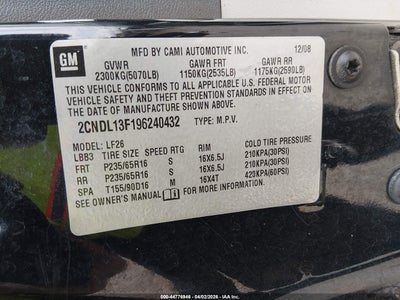 GM
MFD. BY CAMI AUTOMOTIVE INC. 12/08
GVWR GAWR FRT GAWR RR
2300KG(5070LB) 1150KG(2535LB) 1175KG(2590LB)
THIS VEHICLE CONFORMS TO ALL APPLICABLE U.S. FEDERAL MOTOR
VEHICLE SAFETY, BUMPER, AND THEFT PREVENTION
STANDARDS IN EFFECT ON
THE DATE OF MANUFACTURE SHOWN ABOVE.
2CNDL13F196240432 TYPE: M.P.V.
MODEL: LF26
LBB3 TIRE SIZE SPEED RTG RIM COLD TIRE PRESSURE
FRT P235/65R16 S 16X6.5J 210KPA(30PSI)
RR P235/65R16 S 16X6.5J 210KPA(30PSI)
SPA T155/90D16 M 16X4T 420KPA(60PSI)
SEE OWNER'S MANUAL FOR MORE INFORMATION
000-44776946 - 04/02/2026 - IAA, Inc.